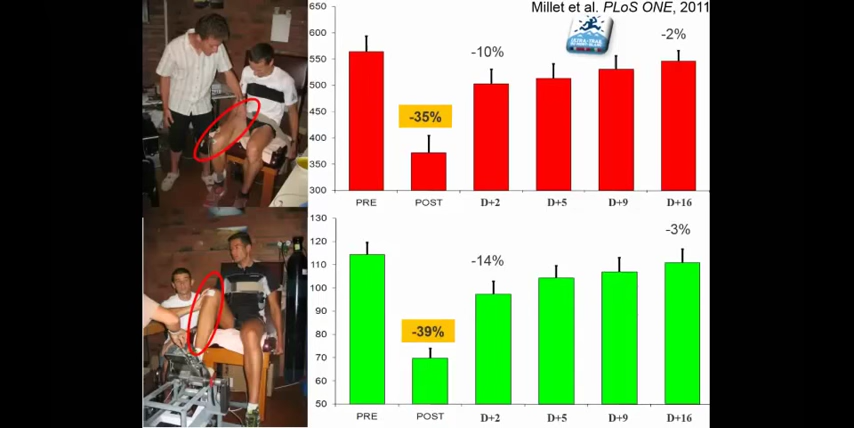 Millet et al. PLoS ONE, 2011
650
600
550
500
450
400
350
300
-10%
-2%
-35%
PRE
POST
D+2
D+5
D+9
D+16
130
120
110
100
90
80
70
60
50
-14%
-3%
-39%
PRE
POST
D+2
D+5
D+9
D+16